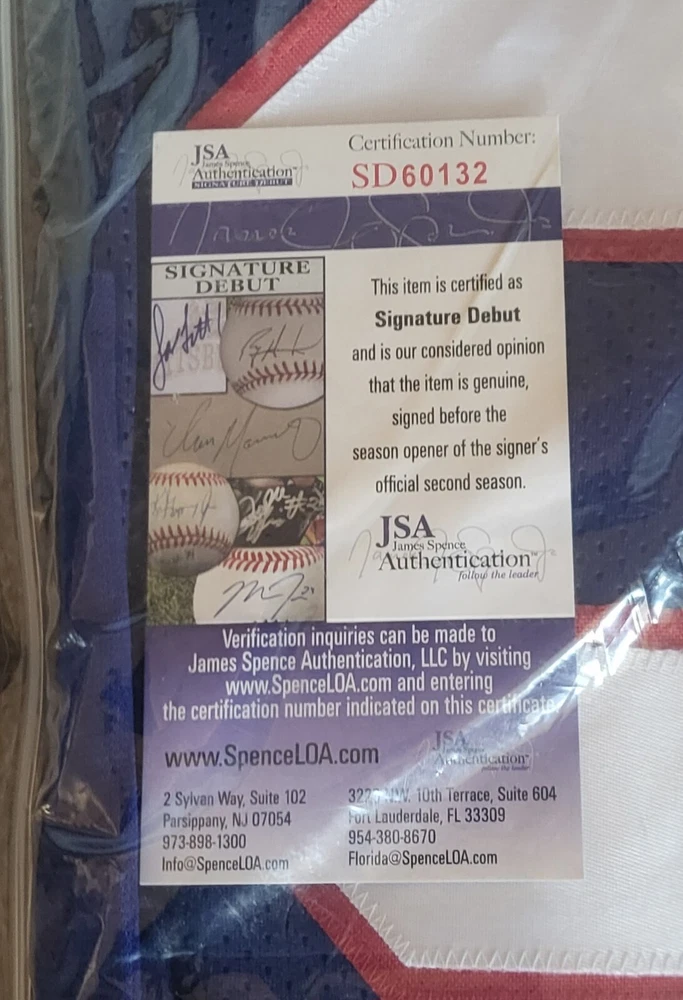 JSA
James Spence
Authentication
SIGNATURE DEBUT
Certification Number:
SD60132
SIGNATURE
DEBUT
This item is certified as
Signature Debut
and is our considered opinion
that the item is genuine,
signed before the
season opener of the signer's
official second season.
JSA
James Spence
Authentication
follow the leader
Verification inquiries can be made to
James Spence Authentication, LLC by visiting
www.SpenceLOA.com and entering
the certification number indicated on this certificate.
www.SpenceLOA.com
JSA
Authentication
2 Sylvan Way, Suite 102
Parsippany, NJ 07054
973-898-1300
Info@SpenceLOA.com
N.W. 10th Terrace, Suite 604
Fort Lauderdale, FL 33309
954-380-8670
Florida@SpenceLOA.com